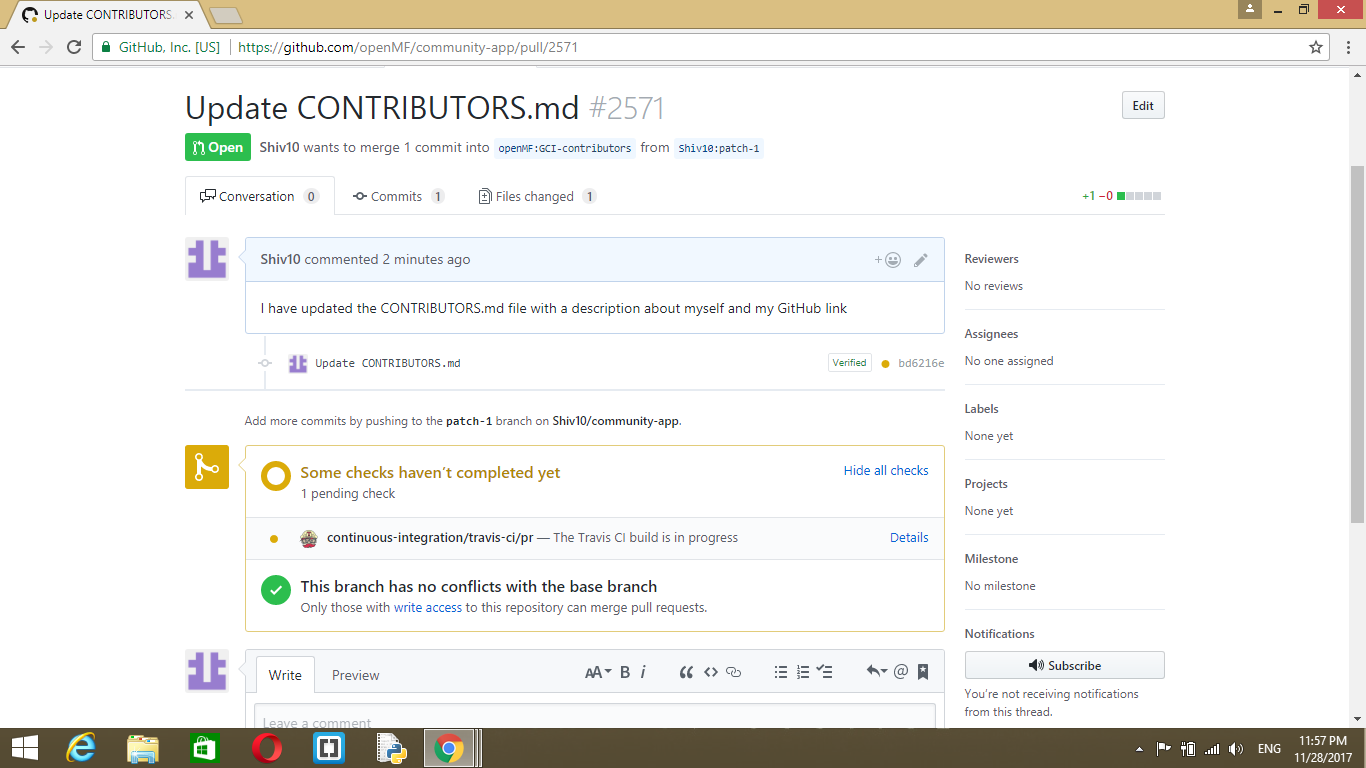 Update CONTRIBUTORS.
GitHub, Inc. [US] https://github.com/openMF/community-app/pull/2571
Update CONTRIBUTORS.md #2571
Edit
Open Shiv10 wants to merge 1 commit into openMF:GCI-contributors from Shiv10:patch-1
Conversation 0 Commits 1 Files changed 1 +1 −0
Shiv10 commented 2 minutes ago
I have updated the CONTRIBUTORS.md file with a description about myself and my GitHub link
Update CONTRIBUTORS.md Verified bd6216e
Add more commits by pushing to the patch-1 branch on Shiv10/community-app.
Some checks haven’t completed yet Hide all checks
1 pending check
continuous-integration/travis-ci/pr — The Travis CI build is in progress Details
This branch has no conflicts with the base branch
Only those with write access to this repository can merge pull requests.
Write Preview AA B i @
Leave a comment
Reviewers
No reviews
Assignees
No one assigned
Labels
None yet
Projects
None yet
Milestone
No milestone
Notifications
Subscribe
You're not receiving notifications
from this thread.
ENG 11:57 PM
11/28/2017